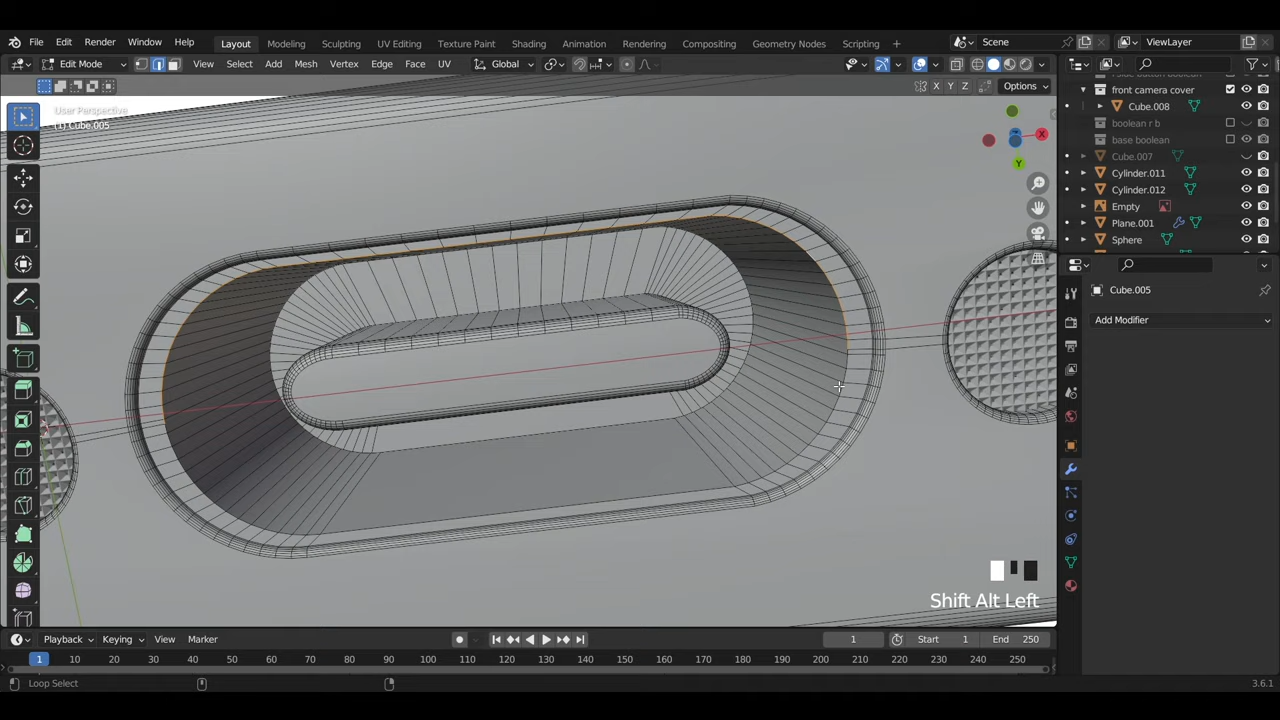 File Edit Render Window Help Layout Modeling Sculpting UV Editing Texture Paint Shading Animation Rendering Compositing Geometry Nodes Scripting + Scene ViewLayer
Edit Mode View Select Add Mesh Vertex Edge Face UV Global
X Y Z Options
User Perspective
(1) Cube.005
X
Y
front camera cover
Cube.008
boolean r b
base boolean
Cube.007
Cylinder.011
Cylinder.012
Empty
Plane.001
Sphere
Cube.005
Add Modifier
Shift Alt Left
Playback Keying View Marker 1 Start 1 End 250
1 10 20 30 40 50 60 70 80 90 100 110 120 130 140 150 160 170 180 190 200 210 220 230 240 250
Loop Select 3.6.1